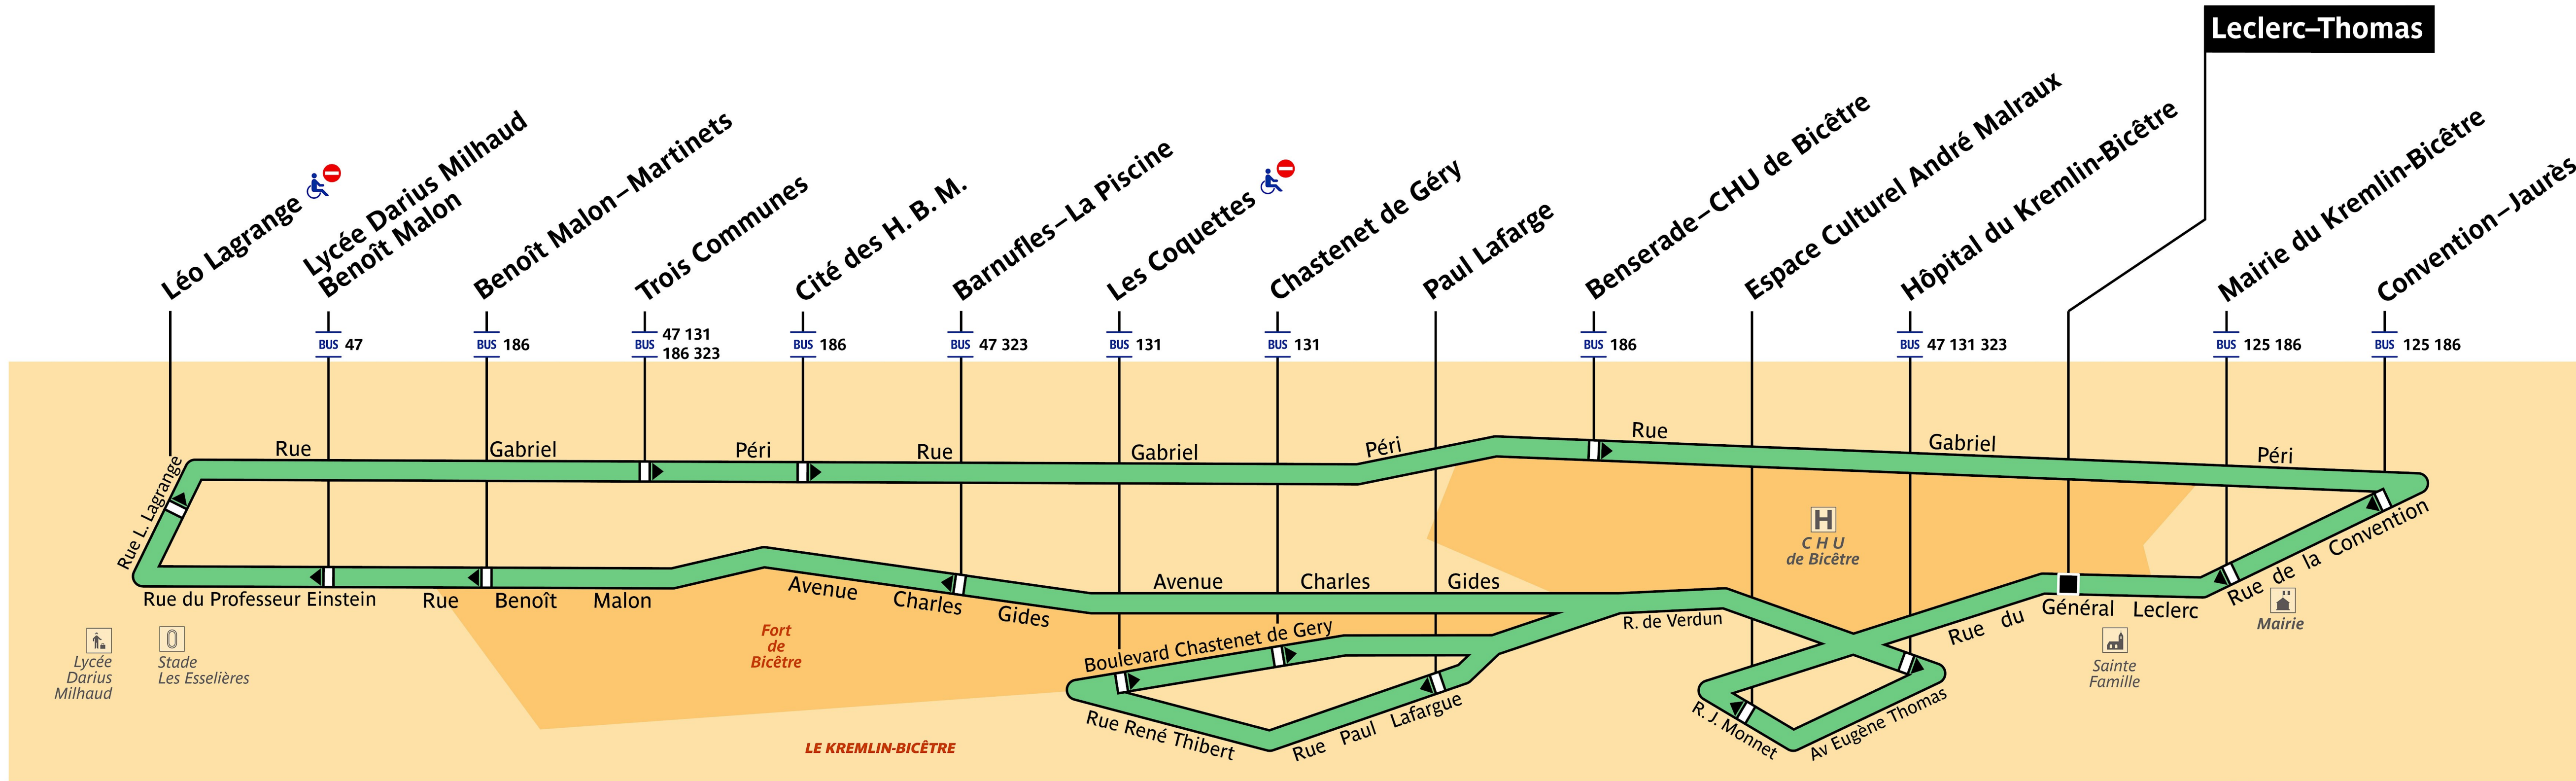 Leclerc–Thomas
Léo Lagrange
Lycée Darius Milhaud
Benoît Malon
Benoît Malon–Martinets
Trois Communes
Cité des H. B. M.
Barnufles–La Piscine
Les Coquettes
Chastenet de Géry
Paul Lafarge
Benserade–CHU de Bicêtre
Espace Culturel André Malraux
Hôpital du Kremlin-Bicêtre
Mairie du Kremlin-Bicêtre
Convention–Jaurès
BUS 47
BUS 186
BUS 47 131
186 323
BUS 186
BUS 47 323
BUS 131
BUS 131
BUS 186
BUS 47 131 323
BUS 125 186
BUS 125 186
Rue Gabriel Péri Rue Gabriel Péri Rue Gabriel Péri
Rue L. Lagrange
Rue du Professeur Einstein
Rue Benoît Malon
Avenue Charles Gides
Avenue Charles Gides
Boulevard Chastenet de Gery
Rue René Thibert
Rue Paul Lafargue
R. de Verdun
R. J. Monnet
Av Eugène Thomas
Rue du Général Leclerc
Rue de la Convention
H
CHU
de Bicêtre
Fort
de
Bicêtre
Lycée
Darius
Milhaud
Stade
Les Esselières
Sainte
Famille
Mairie
LE KREMLIN-BICÊTRE